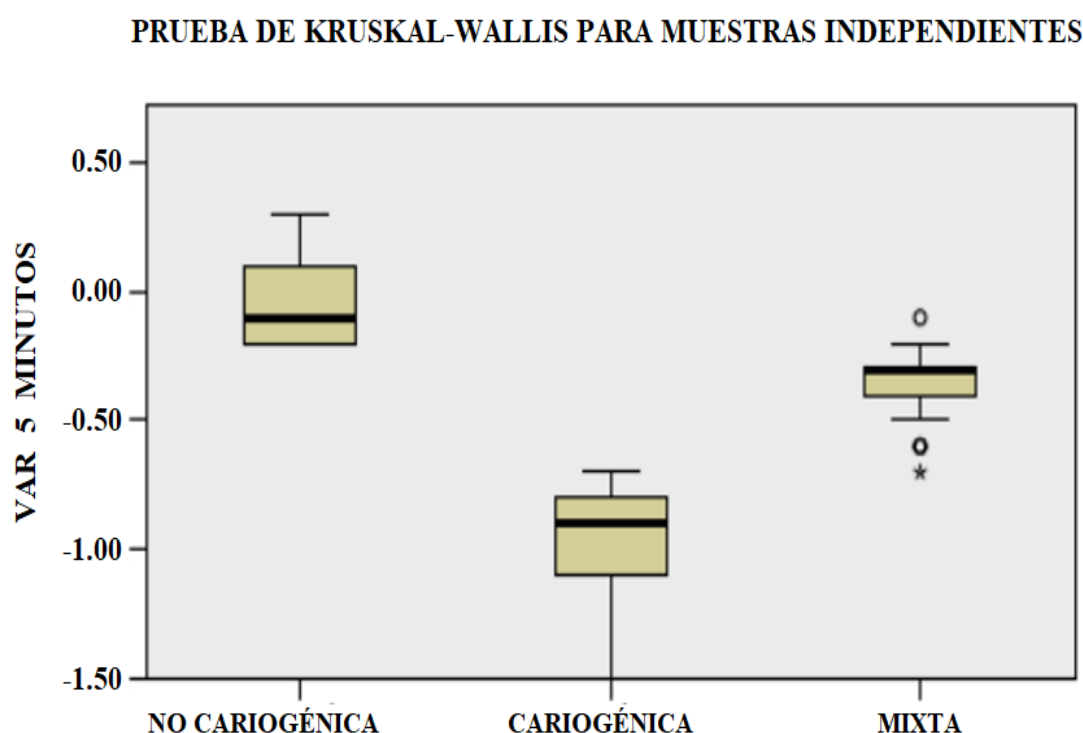 PRUEBA DE KRUSKAL-WALLIS PARA MUESTRAS INDEPENDIENTES
VAR 5 MINUTOS
0.50
0.00
-0.50
-1.00
-1.50
NO CARIOGÉNICA
CARIOGÉNICA
MIXTA